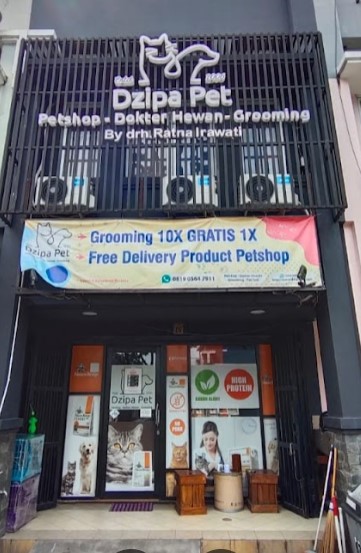 Dzipa Pet
Petshop - Dokter Hewan - Grooming
By drh. Ratna Irawati
Dzipa Pet
Grooming 10X GRATIS 1X
Free Delivery Product Petshop
Dzipa Pet
HIGH
PROTEIN